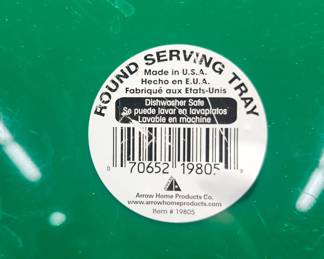 ROUND SERVING TRAY
Made in U.S.A.
Hecho en E.U.A.
Fabriqué aux Etats-Unis
Dishwasher Safe
Se puede lavar en lavaplatos
Lavable en machine
0 70652 19805 9
Arrow Home Products Co.
www.arrowhomeproducts.com
Item # 19805